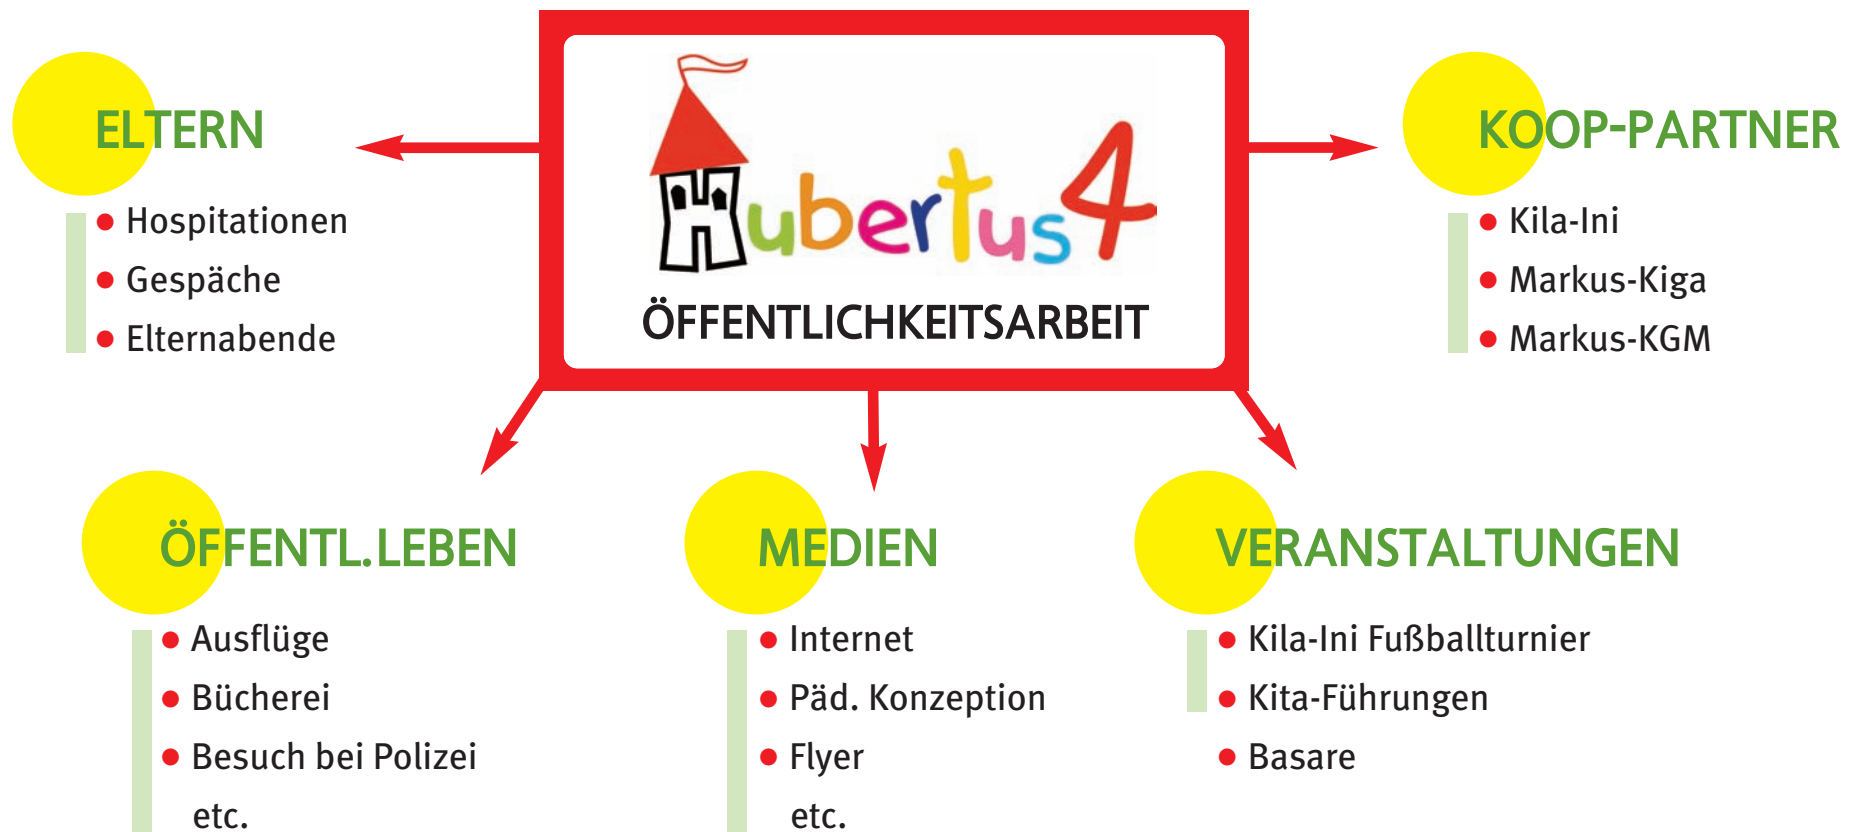 Hubertus4
ÖFFENTLICHKEITSARBEIT
ELTERN
Hospitationen
Gespäche
Elternabende
KOOP-PARTNER
Kila-Ini
Markus-Kiga
Markus-KGM
ÖFFENTL.LEBEN
Ausflüge
Bücherei
Besuch bei Polizei
etc.
MEDIEN
Internet
Päd. Konzeption
Flyer
etc.
VERANSTALTUNGEN
Kila-Ini Fußballturnier
Kita-Führungen
Basare